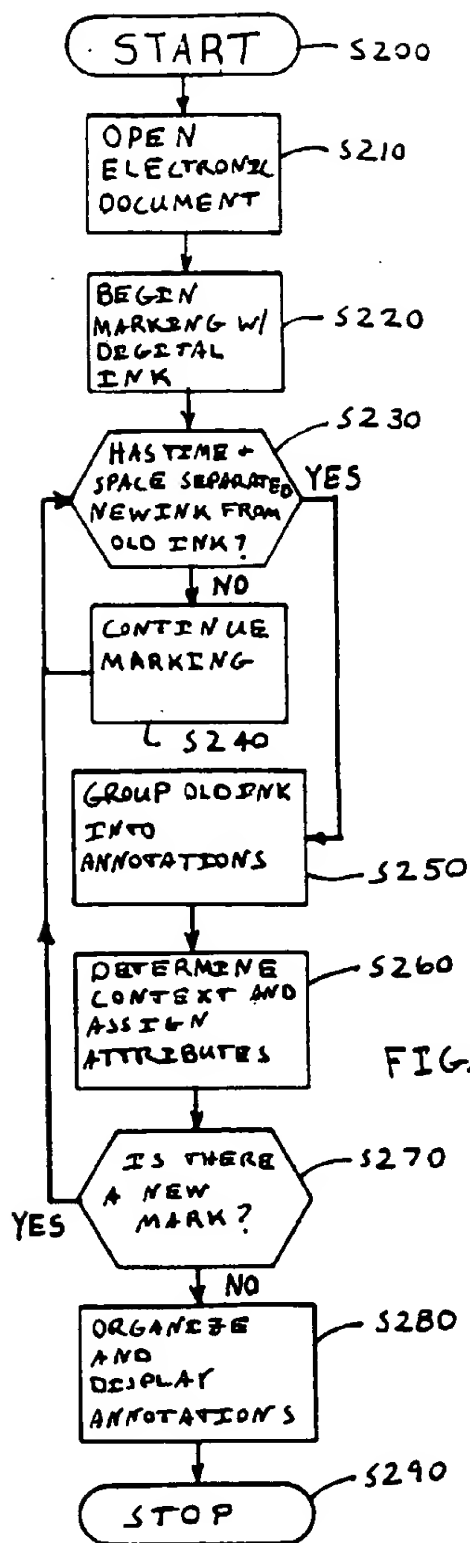 START
S200
OPEN
ELECTRONIC
DOCUMENT
S210
BEGIN
MARKING W/
DIGITAL
INK
S220
S230
HAS TIME +
SPACE SEPARATED
NEW INK FROM
OLD INK?
YES
NO
CONTINUE
MARKING
S240
GROUP OLD INK
INTO
ANNOTATIONS
S250
DETERMINE
CONTEXT AND
ASSIGN
ATTRIBUTES
S260
FIG.
IS THERE
A NEW
MARK?
S270
YES
NO
ORGANIZE
AND
DISPLAY
ANNOTATIONS
S280
STOP
S290